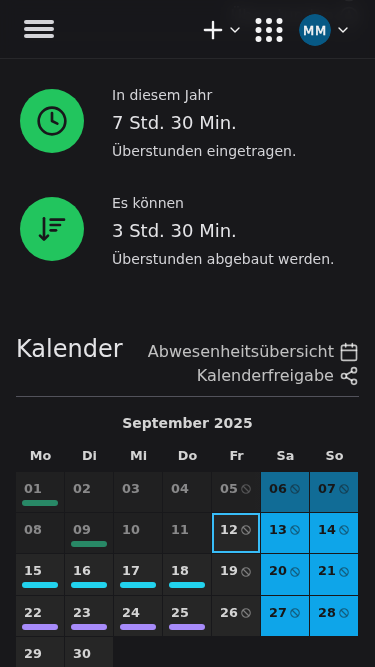 MM
In diesem Jahr
7 Std. 30 Min.
Überstunden eingetragen.
Es können
3 Std. 30 Min.
Überstunden abgebaut werden.
Kalender
Abwesenheitsübersicht
Kalenderfreigabe
September 2025
Mo Di Mi Do Fr Sa So
01 02 03 04 05 06 07
08 09 10 11 12 13 14
15 16 17 18 19 20 21
22 23 24 25 26 27 28
29 30